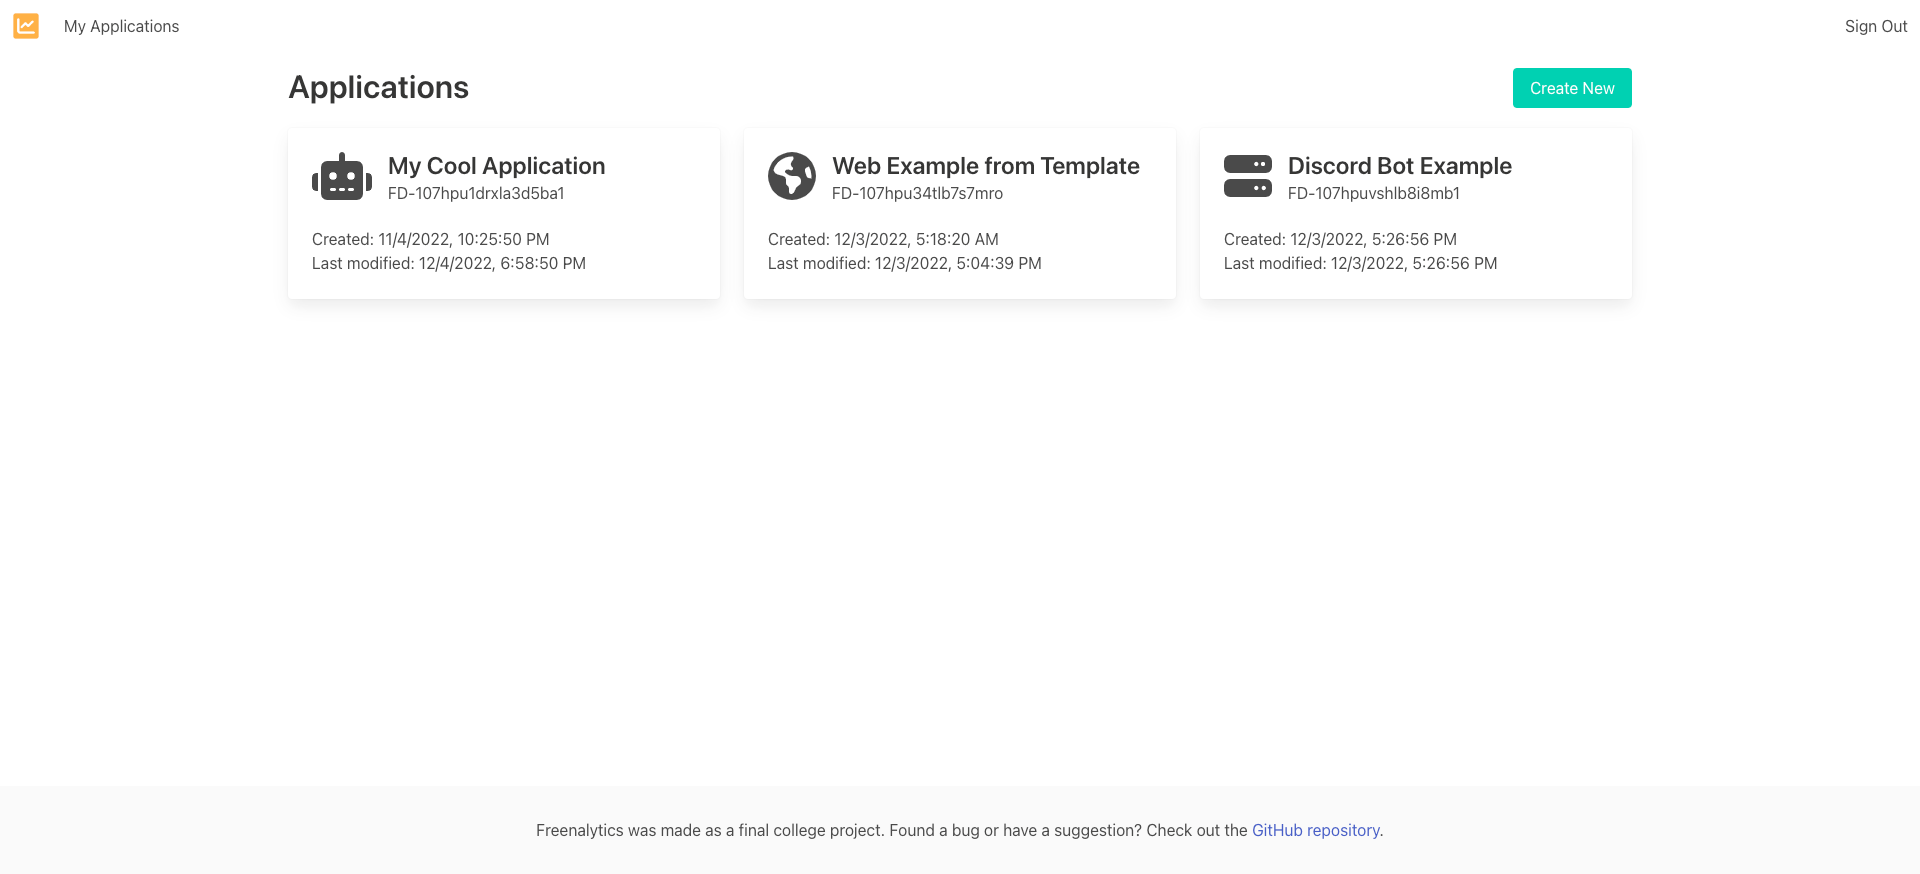 My Applications
Sign Out
Applications
Create New
My Cool Application
FD-107hpu1drxla3d5ba1
Created: 11/4/2022, 10:25:50 PM
Last modified: 12/4/2022, 6:58:50 PM
Web Example from Template
FD-107hpu34tlb7s7mro
Created: 12/3/2022, 5:18:20 AM
Last modified: 12/3/2022, 5:04:39 PM
Discord Bot Example
FD-107hpuvshlb8i8mb1
Created: 12/3/2022, 5:26:56 PM
Last modified: 12/3/2022, 5:26:56 PM
Freenalytics was made as a final college project. Found a bug or have a suggestion? Check out the GitHub repository.